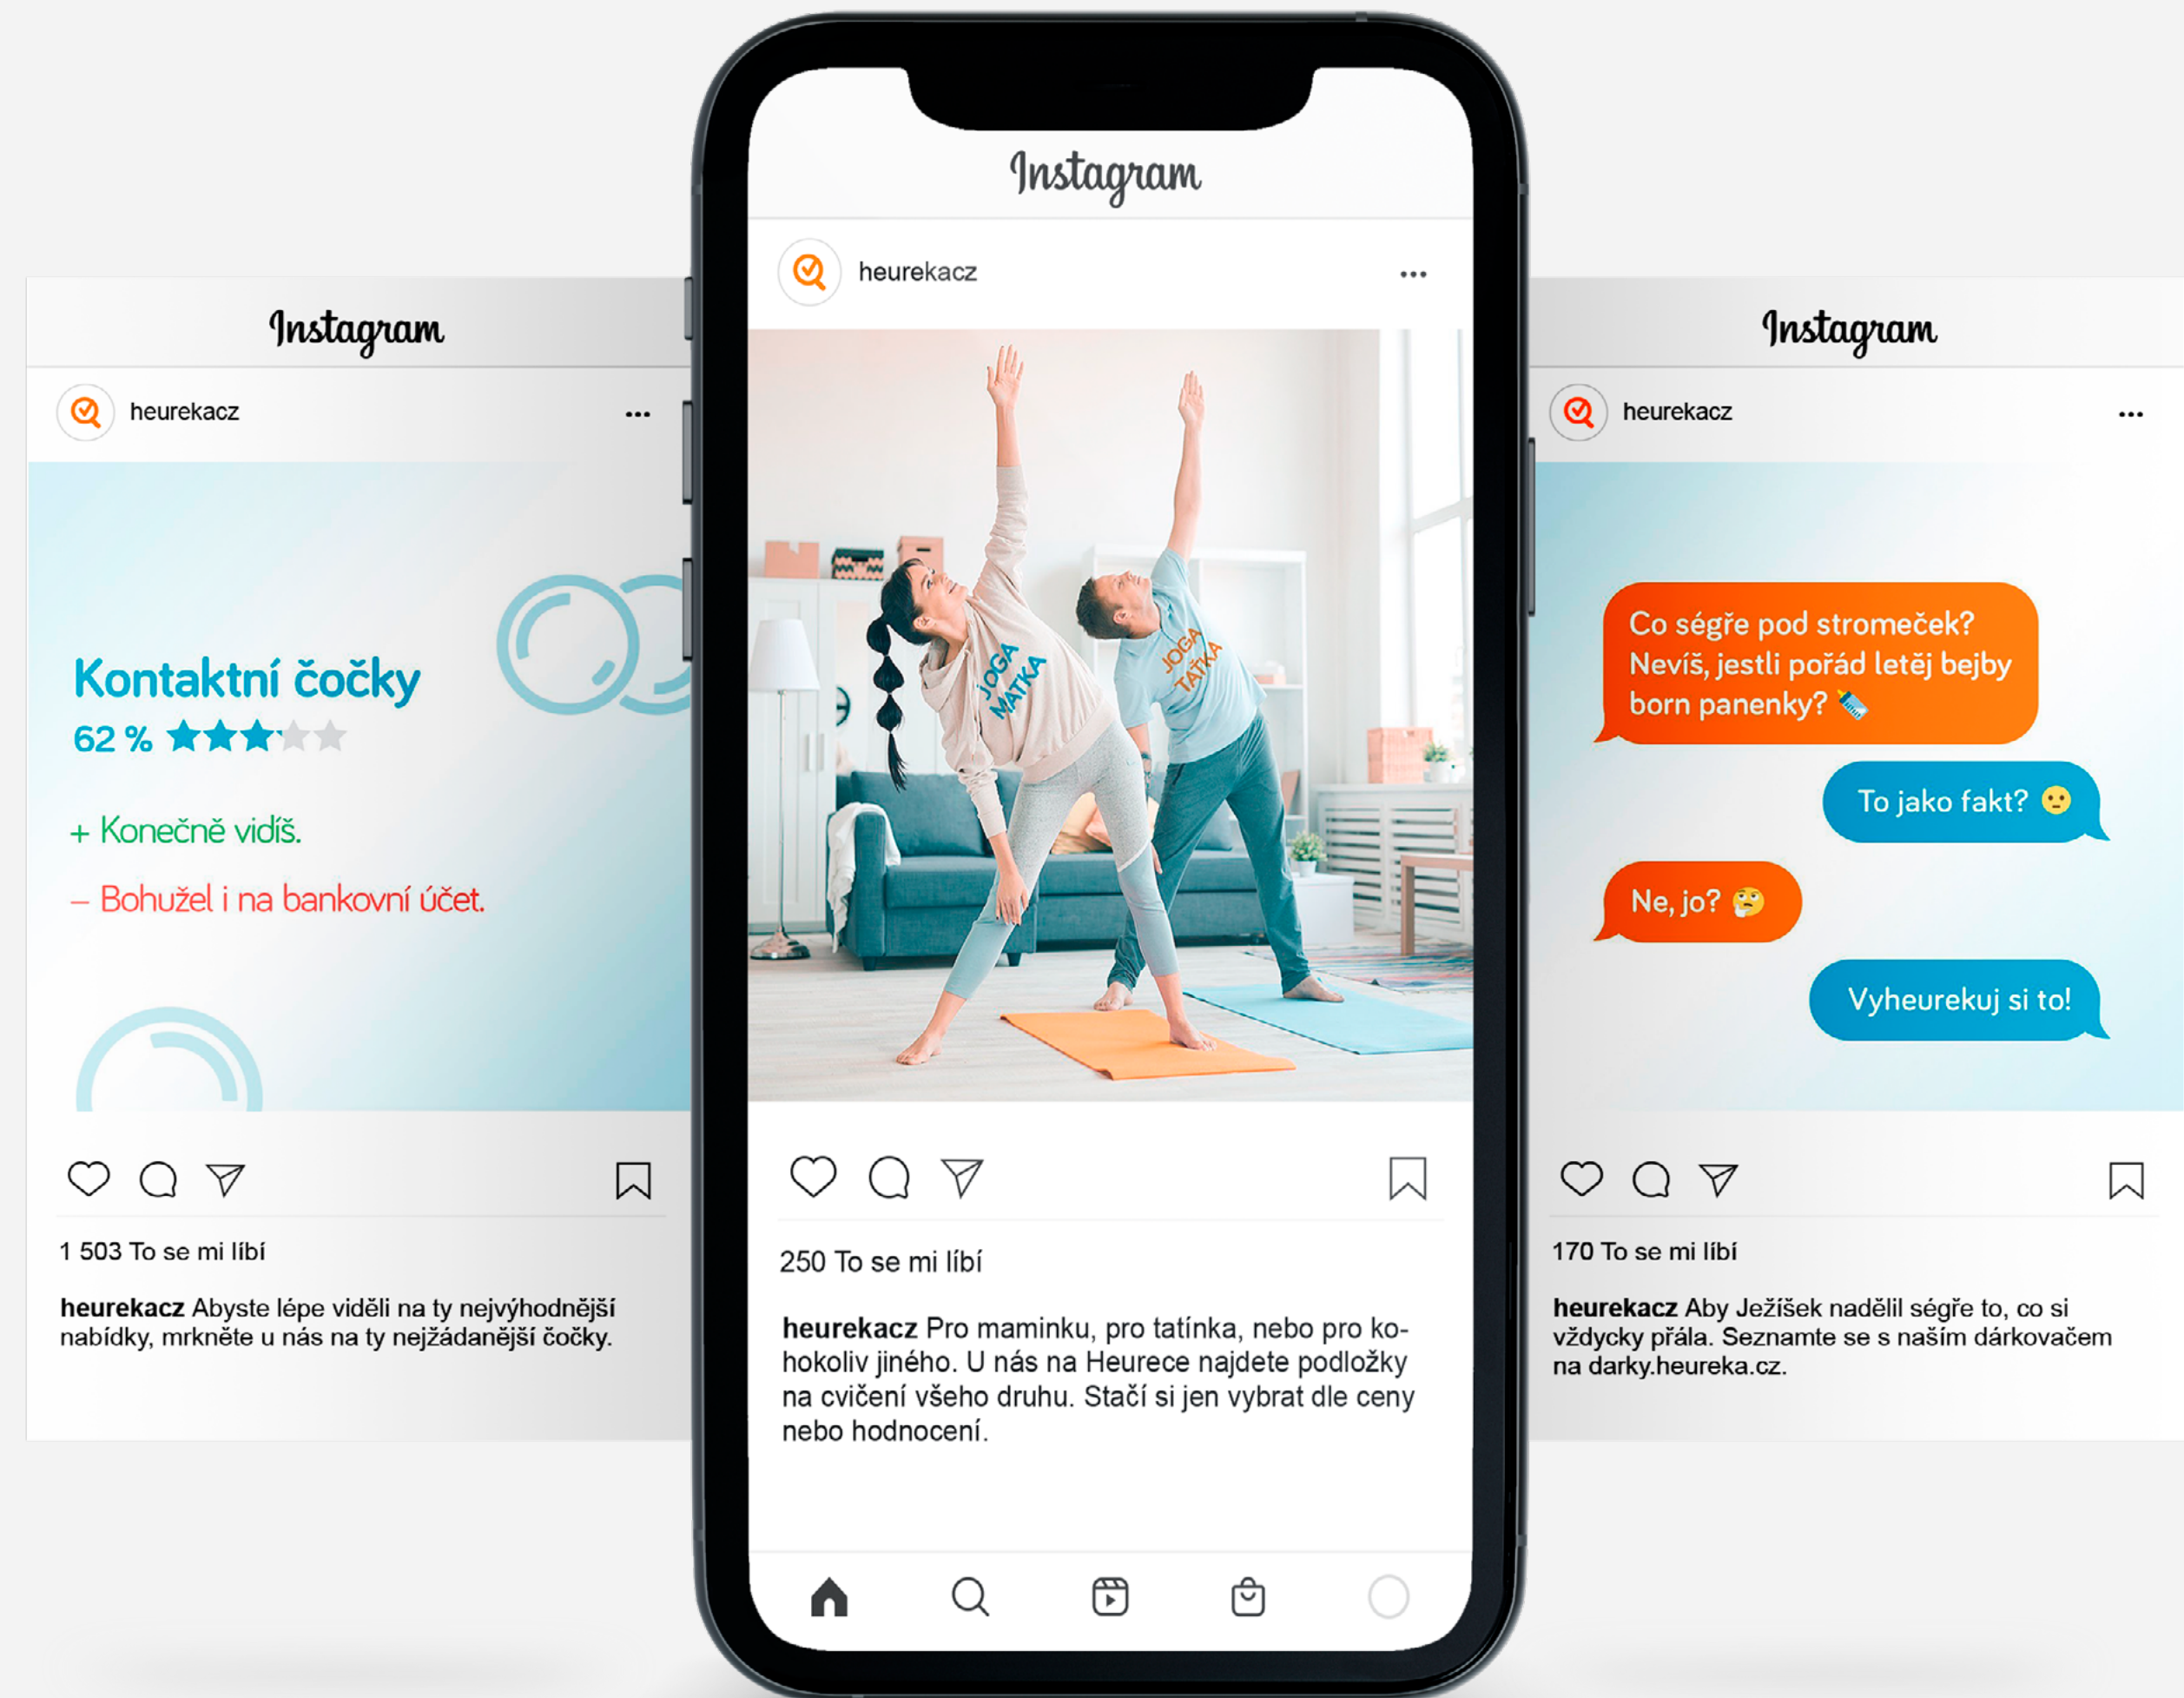 Instagram
heurekacz
Kontaktní čočky
62 %
+ Konečně vidíš.
– Bohužel i na bankovní účet.
1 503 To se mi líbí
heurekacz Abyste lépe viděli na ty nejvýhodnější
nabídky, mrkněte u nás na ty nejžádanější čočky.
Instagram
heurekacz
JOGA
MATKA
JOGA
TAŤKA
250 To se mi líbí
heurekacz Pro maminku, pro tatínka, nebo pro ko-
hokoliv jiného. U nás na Heurece najdete podložky
na cvičení všeho druhu. Stačí si jen vybrat dle ceny
nebo hodnocení.
Instagram
heurekacz
Co ségře pod stromeček?
Nevíš, jestli pořád letěj bejby
born panenky?
To jako fakt?
Ne, jo?
Vyheurekuj si to!
170 To se mi líbí
heurekacz Aby Ježíšek nadělil ségře to, co si
vždycky přála. Seznamte se s naším dárkovačem
na darky.heureka.cz.